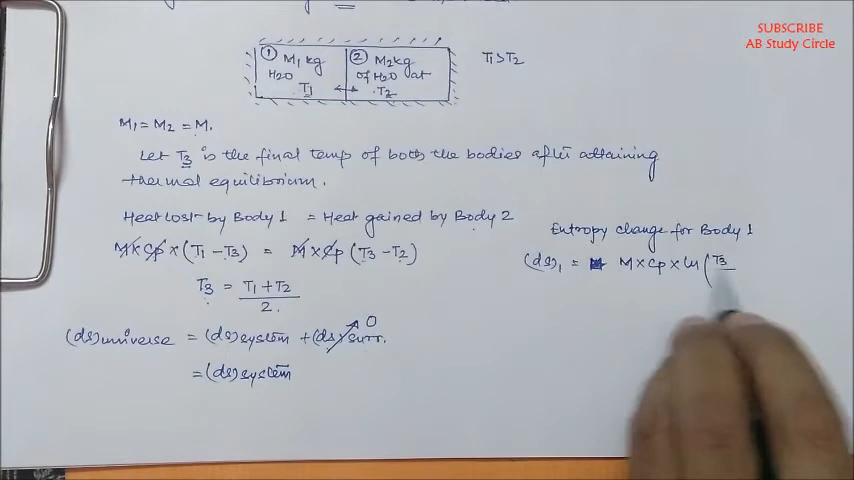 SUBSCRIBE
AB Study Circle
① M1 kg
H2O
T1
② M2 kg
of H2O at
T2
T1 > T2
M1 = M2 = M.
Let T3 is the final temp of both the bodies after attaining
thermal equilibrium.
Heat lost by Body 1 = Heat gained by Body 2
M × Cp × (T1 - T3) = M × Cp (T3 - T2)
T3 = T1 + T2 / 2.
(ds)universe = (ds)system + (ds)surr. 0
= (ds)system
Entropy change for Body 1
(ds)1 = M × Cp × ln (T3